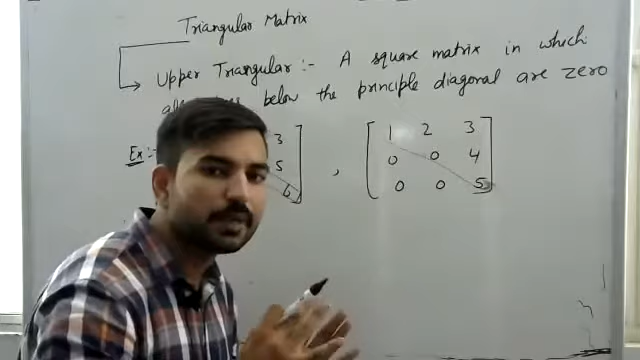 Triangular Matrix
Upper Triangular :- A square matrix in which
below the principle diagonal are zero
Ex :-
3 1 2 3
5 , 0 0 4
6 0 0 5